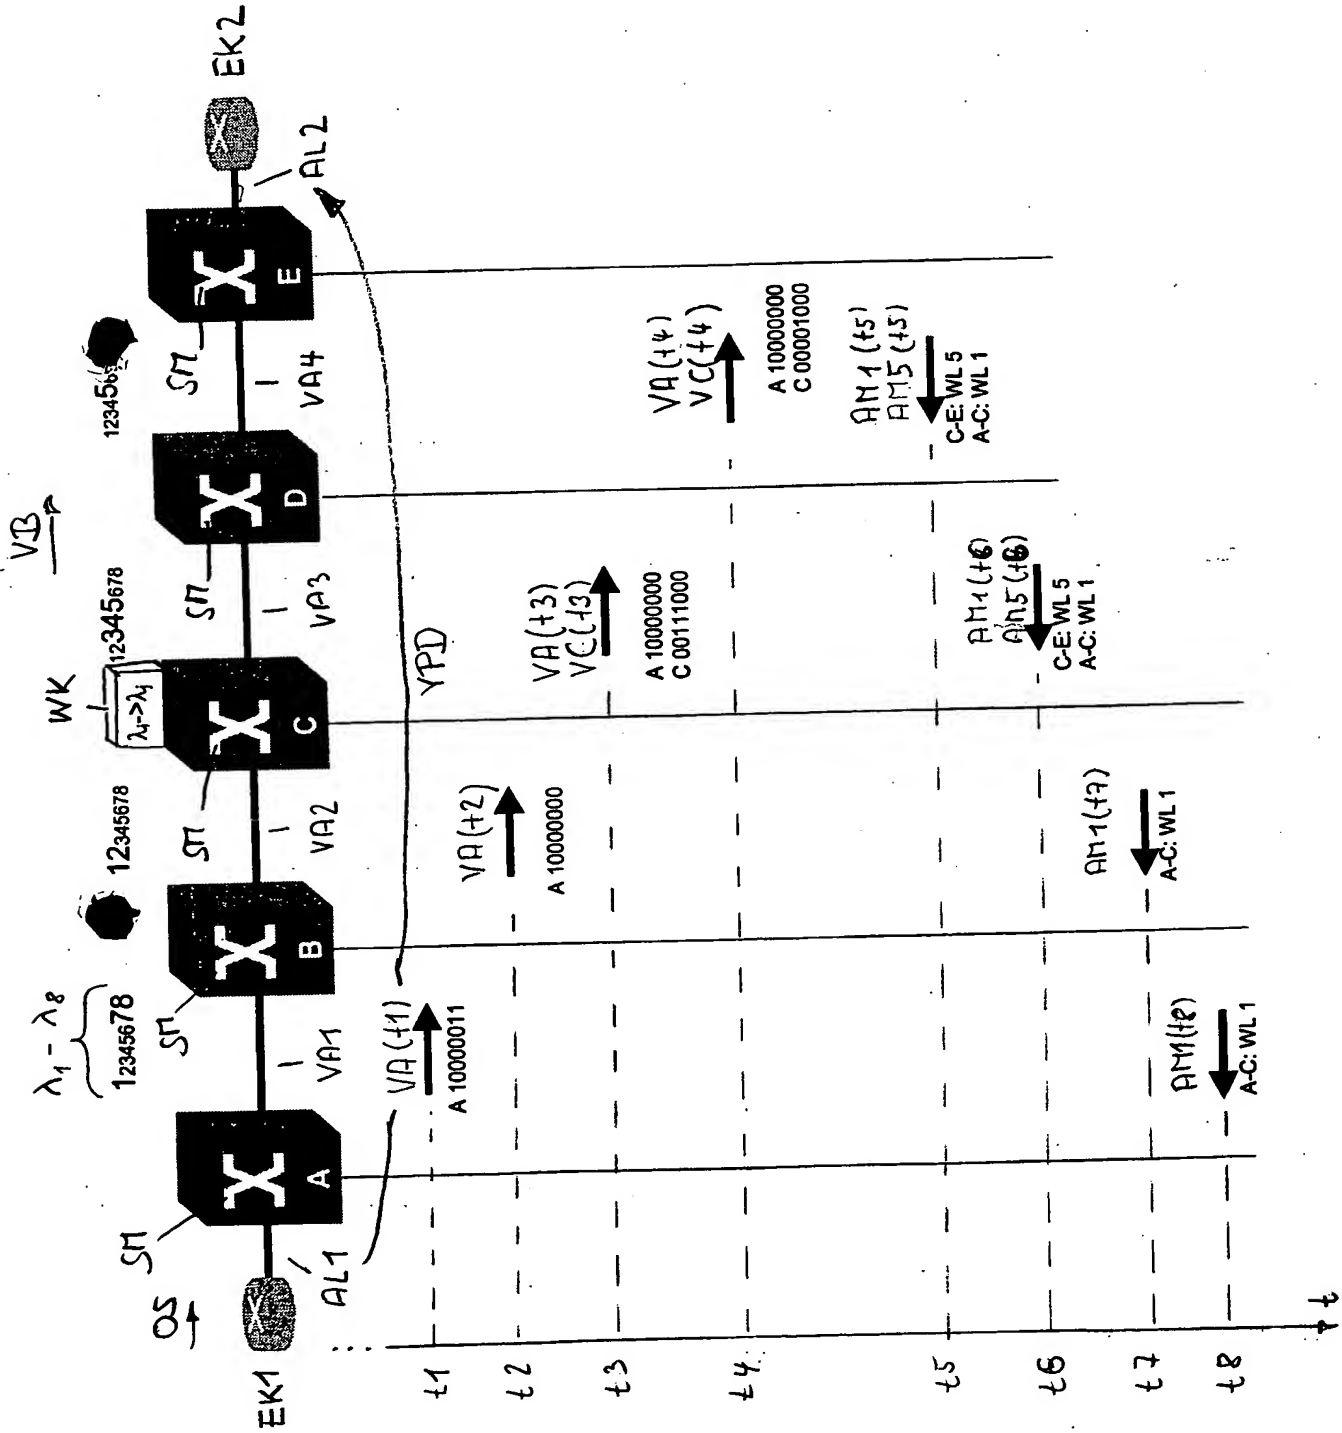 VB
λ1 - λ8
12345678
12345678
WK
λ1->λj
12345678
123456
OS
SM
SM
SM
SM
SM
EK1
AL1
A
VA1
B
VA2
C
VA3
D
VA4
E
AL2
EK2
YPD
t1
VA(t1)
A 10000011
t2
VA(t2)
A 10000000
t3
VA(t3)
VC(t3)
A 10000000
C 00111000
t4
VA(t4)
VC(t4)
A 10000000
C 00001000
t5
AM1(t5)
AM5(t5)
C-E: WL 5
A-C: WL 1
t6
AM1(t6)
AM5(t6)
C-E: WL 5
A-C: WL 1
t7
AM1(t7)
A-C: WL 1
t8
AM1(t8)
A-C: WL 1
t